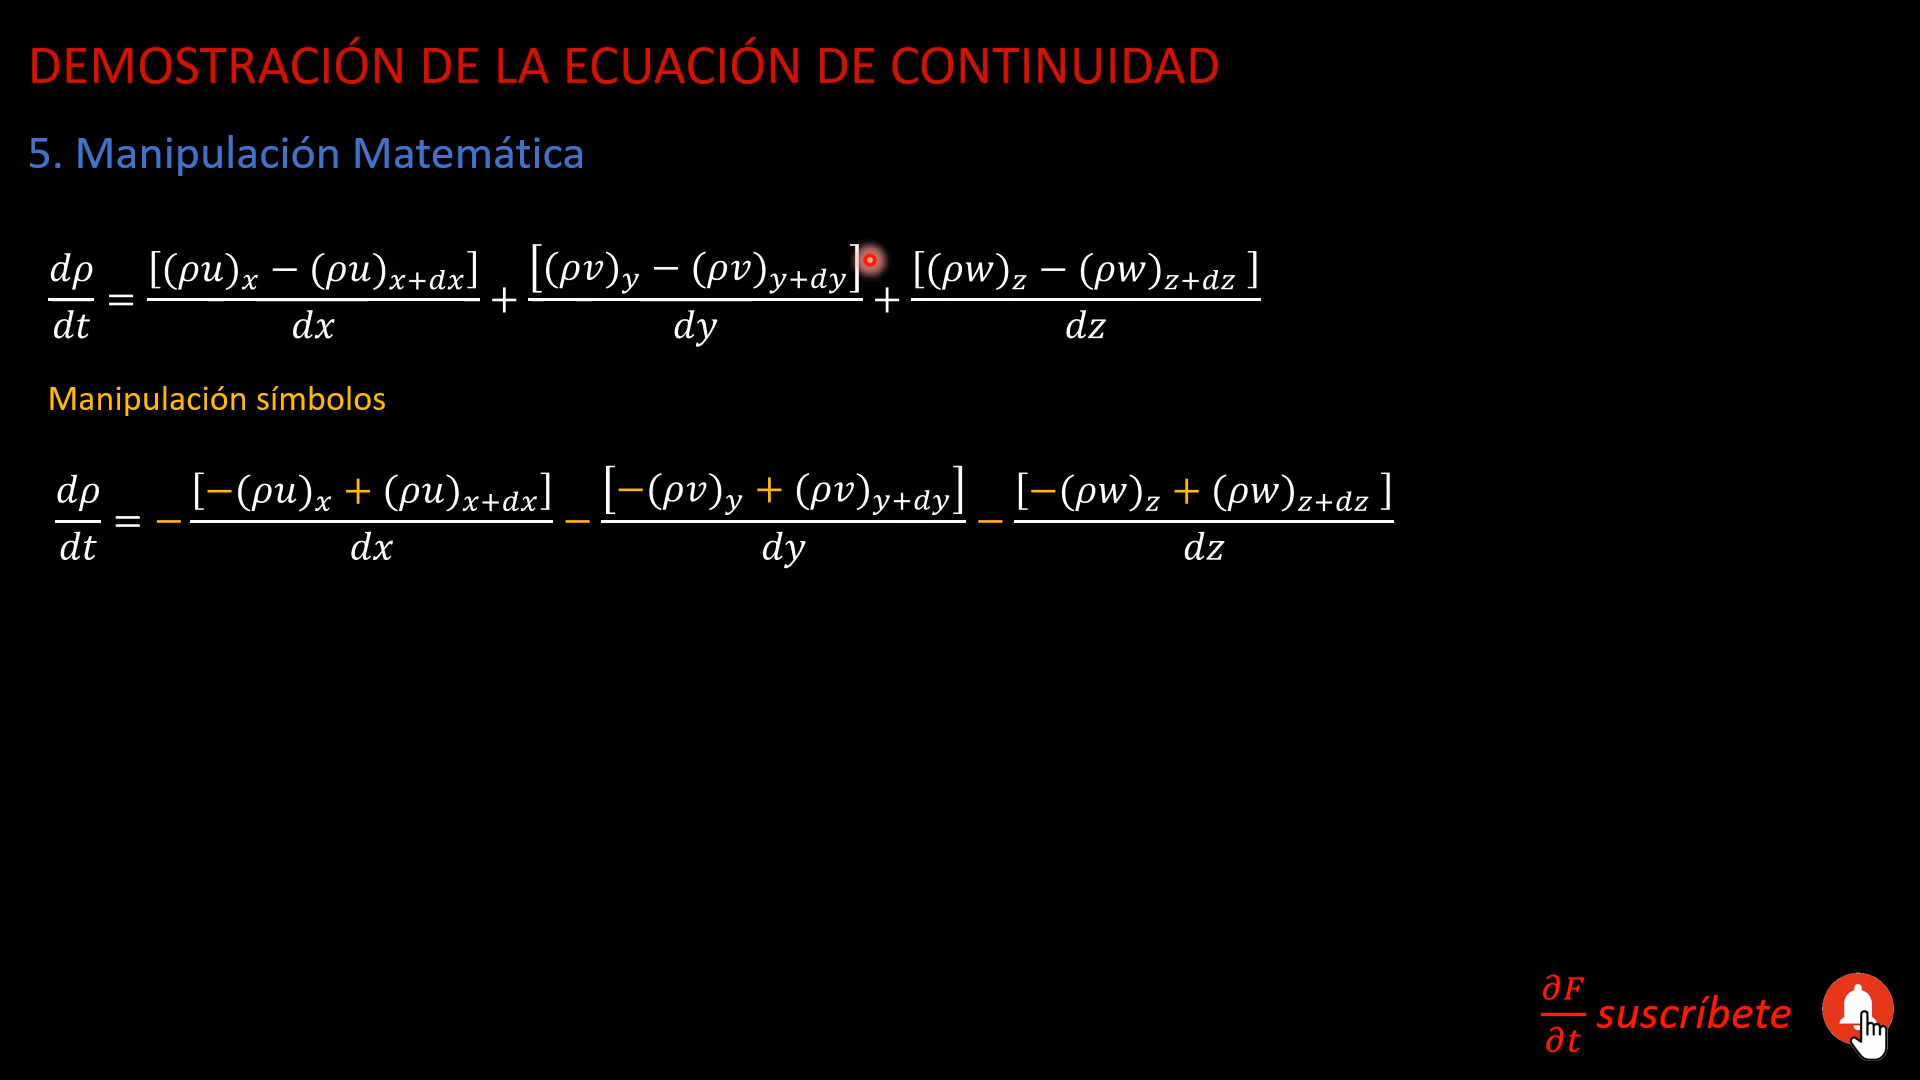 DEMOSTRACIÓN DE LA ECUACIÓN DE CONTINUIDAD
5. Manipulación Matemática
dρ/dt = [(ρu)_x − (ρu)_{x+dx}]/dx + [(ρv)_y − (ρv)_{y+dy}]/dy + [(ρw)_z − (ρw)_{z+dz}]/dz
Manipulación símbolos
dρ/dt = − [−(ρu)_x + (ρu)_{x+dx}]/dx − [−(ρv)_y + (ρv)_{y+dy}]/dy − [−(ρw)_z + (ρw)_{z+dz}]/dz
∂F/∂t suscríbete